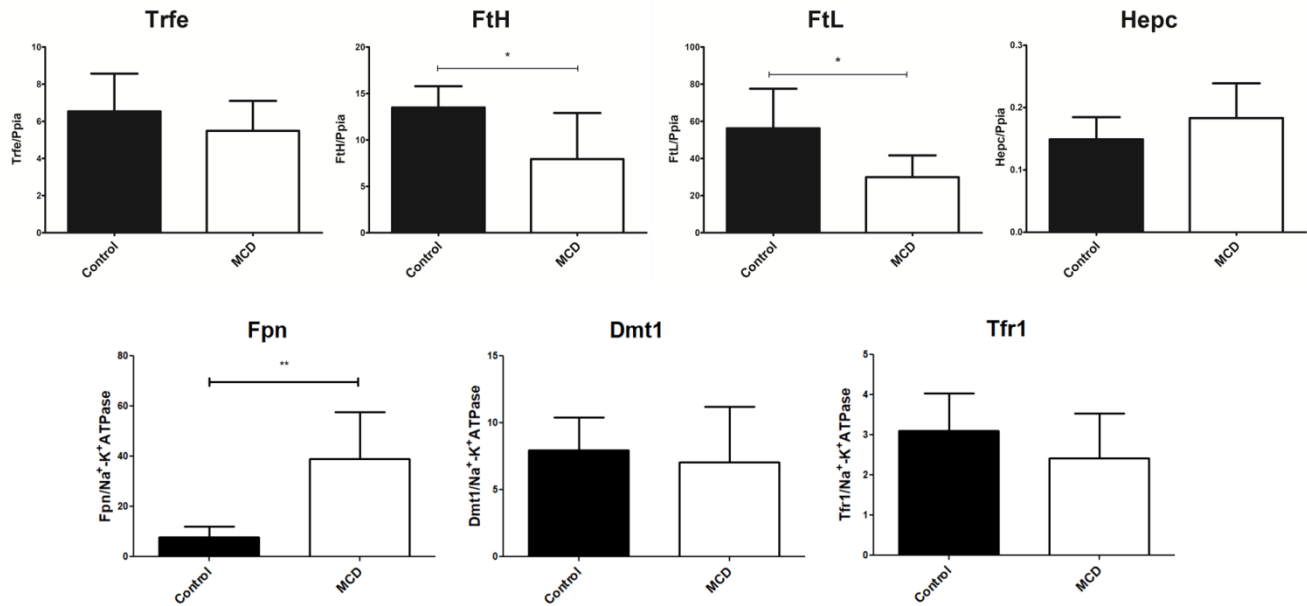 Trfe
Trfe/Ppia
10
8
6
4
2
0
Control
MCD
FtH
FtH/Ppia
20
15
10
5
0
*
Control
MCD
FtL
FtL/Ppia
100
80
60
40
20
0
*
Control
MCD
Hepc
Hepc/Ppia
0.3
0.2
0.1
0.0
Control
MCD
Fpn
Fpn/Na⁺-K⁺ATPase
80
60
40
20
0
**
Control
MCD
Dmt1
Dmt1/Na⁺-K⁺ATPase
15
10
5
0
Control
MCD
Tfr1
Tfr1/Na⁺-K⁺ATPase
5
4
3
2
1
0
Control
MCD